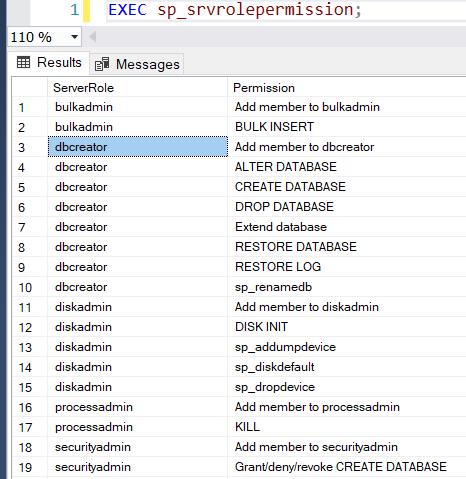 1 EXEC sp_srvrolepermission;
110 %
Results Messages
ServerRole Permission
1 bulkadmin Add member to bulkadmin
2 bulkadmin BULK INSERT
3 dbcreator Add member to dbcreator
4 dbcreator ALTER DATABASE
5 dbcreator CREATE DATABASE
6 dbcreator DROP DATABASE
7 dbcreator Extend database
8 dbcreator RESTORE DATABASE
9 dbcreator RESTORE LOG
10 dbcreator sp_renamedb
11 diskadmin Add member to diskadmin
12 diskadmin DISK INIT
13 diskadmin sp_addumpdevice
14 diskadmin sp_diskdefault
15 diskadmin sp_dropdevice
16 processadmin Add member to processadmin
17 processadmin KILL
18 securityadmin Add member to securityadmin
19 securityadmin Grant/deny/revoke CREATE DATABASE